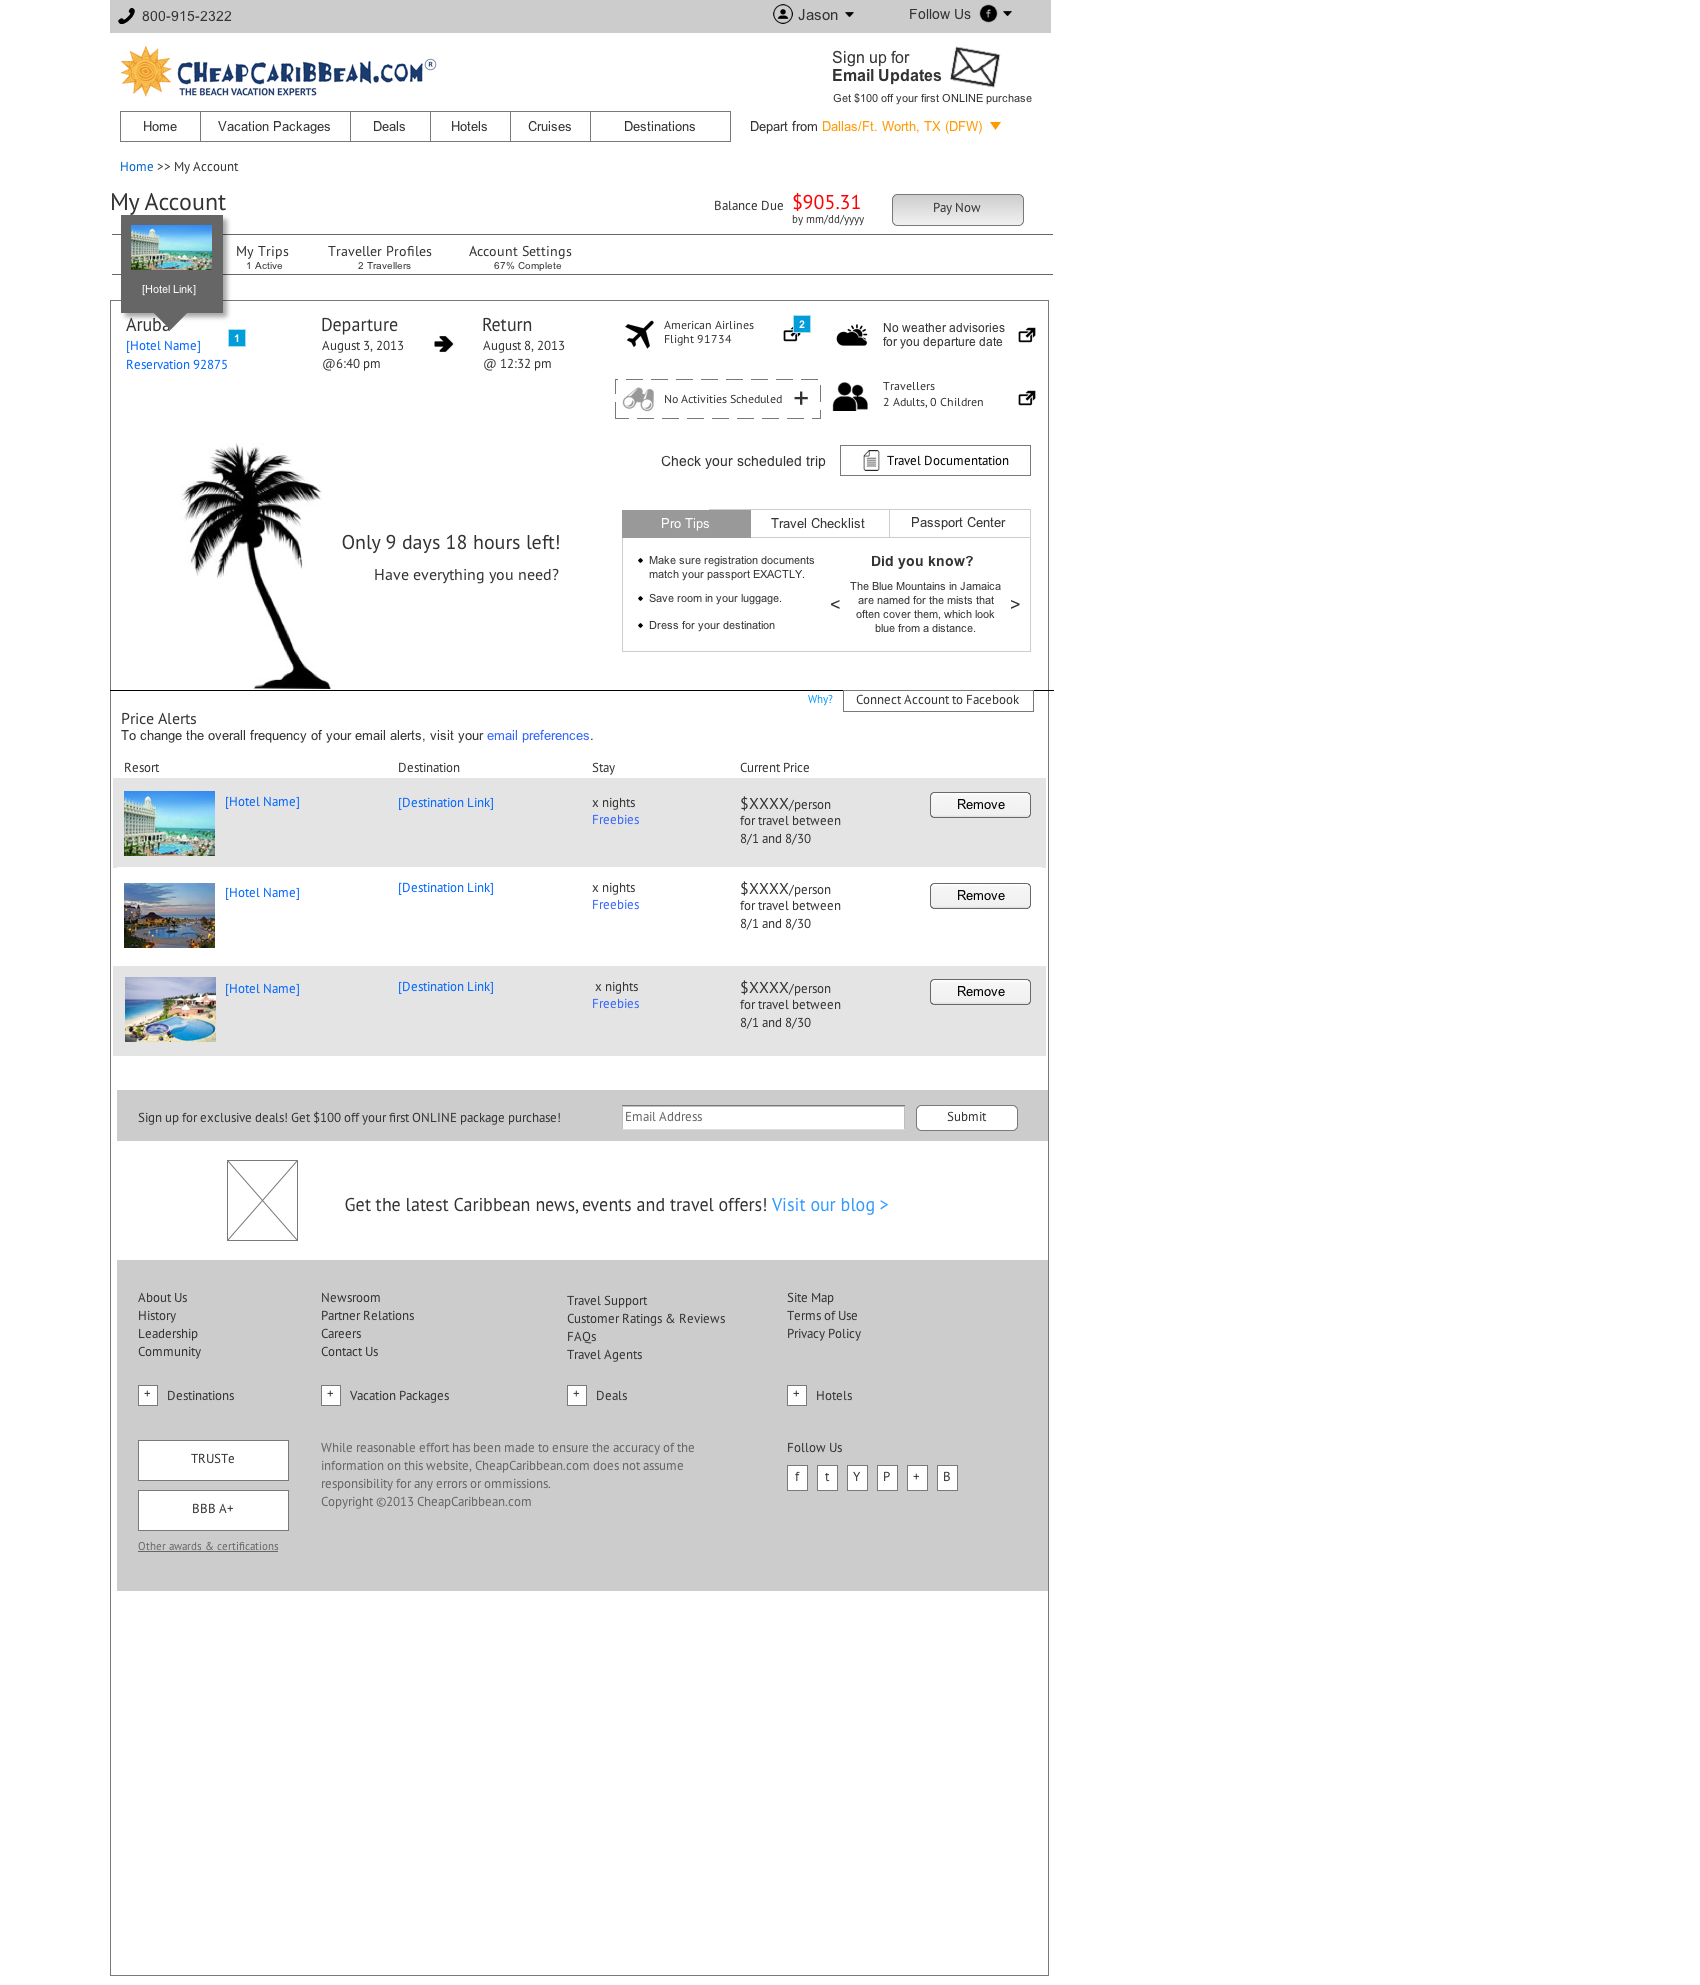 800-915-2322
Jason
Follow Us
CHEAPCARIBBEAN.COM®
THE BEACH VACATION EXPERTS
Sign up for
Email Updates
Get $100 off your first ONLINE purchase
Home Vacation Packages Deals Hotels Cruises Destinations
Depart from Dallas/Ft. Worth, TX (DFW)
Home >> My Account
My Account
Balance Due $905.31
by mm/dd/yyyy
Pay Now
[Hotel Link]
My Trips
1 Active
Traveller Profiles
2 Travellers
Account Settings
67% Complete
Aruba
[Hotel Name]
Reservation 92875
1
Departure
August 3, 2013
@6:40 pm
Return
August 8, 2013
@ 12:32 pm
American Airlines
Flight 91734
2
No weather advisories
for you departure date
No Activities Scheduled +
Travellers
2 Adults, 0 Children
Check your scheduled trip
Travel Documentation
Only 9 days 18 hours left!
Have everything you need?
Pro Tips Travel Checklist Passport Center
Make sure registration documents
match your passport EXACTLY.
Save room in your luggage.
Dress for your destination
Did you know?
The Blue Mountains in Jamaica
are named for the mists that
often cover them, which look
blue from a distance.
< >
Why?
Connect Account to Facebook
Price Alerts
To change the overall frequency of your email alerts, visit your email preferences.
Resort Destination Stay Current Price
[Hotel Name]
[Destination Link]
x nights
Freebies
$XXXX/person
for travel between
8/1 and 8/30
Remove
[Hotel Name]
[Destination Link]
x nights
Freebies
$XXXX/person
for travel between
8/1 and 8/30
Remove
[Hotel Name]
[Destination Link]
x nights
Freebies
$XXXX/person
for travel between
8/1 and 8/30
Remove
Sign up for exclusive deals! Get $100 off your first ONLINE package purchase!
Email Address
Submit
Get the latest Caribbean news, events and travel offers! Visit our blog >
About Us
History
Leadership
Community
Newsroom
Partner Relations
Careers
Contact Us
Travel Support
Customer Ratings & Reviews
FAQs
Travel Agents
Site Map
Terms of Use
Privacy Policy
+ Destinations
+ Vacation Packages
+ Deals
+ Hotels
TRUSTe
BBB A+
Other awards & certifications
While reasonable effort has been made to ensure the accuracy of the
information on this website, CheapCaribbean.com does not assume
responsibility for any errors or ommissions.
Copyright ©2013 CheapCaribbean.com
Follow Us
f t Y P + B